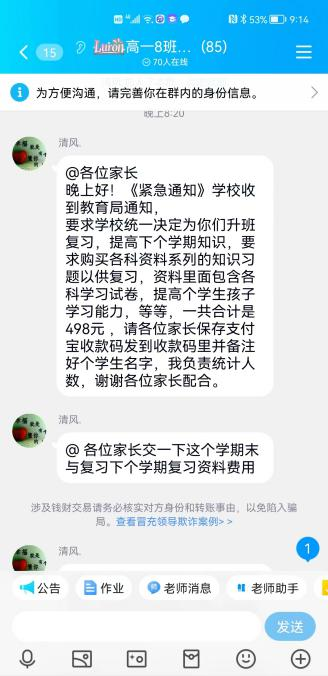 53% 9:14
15 Luron高一8班...（85）
70人在线
为方便沟通，请完善你在群内的身份信息。
晚上8:20
清风.
@各位家长
晚上好！《紧急通知》学校收
到教育局通知，
要求学校统一决定为你们升班
复习，提高下个学期知识，要
求购买各科资料系列的知识习
题以供复习，资料里面包含各
科学习试卷，提高个学生孩子
学习能力，等等，一共合计是
498元 ，请各位家长保存支付
宝收款码发到收款码里并备注
好个学生名字，我负责统计人
数，谢谢各位家长配合。
清风.
@ 各位家长交一下这个学期末
与复习下个学期复习资料费用
涉及钱财交易请务必核实对方身份和转账事由，以免陷入骗
局。查看冒充领导欺诈案例> >
清风.
1
公告 作业 老师消息 老师助手
发送